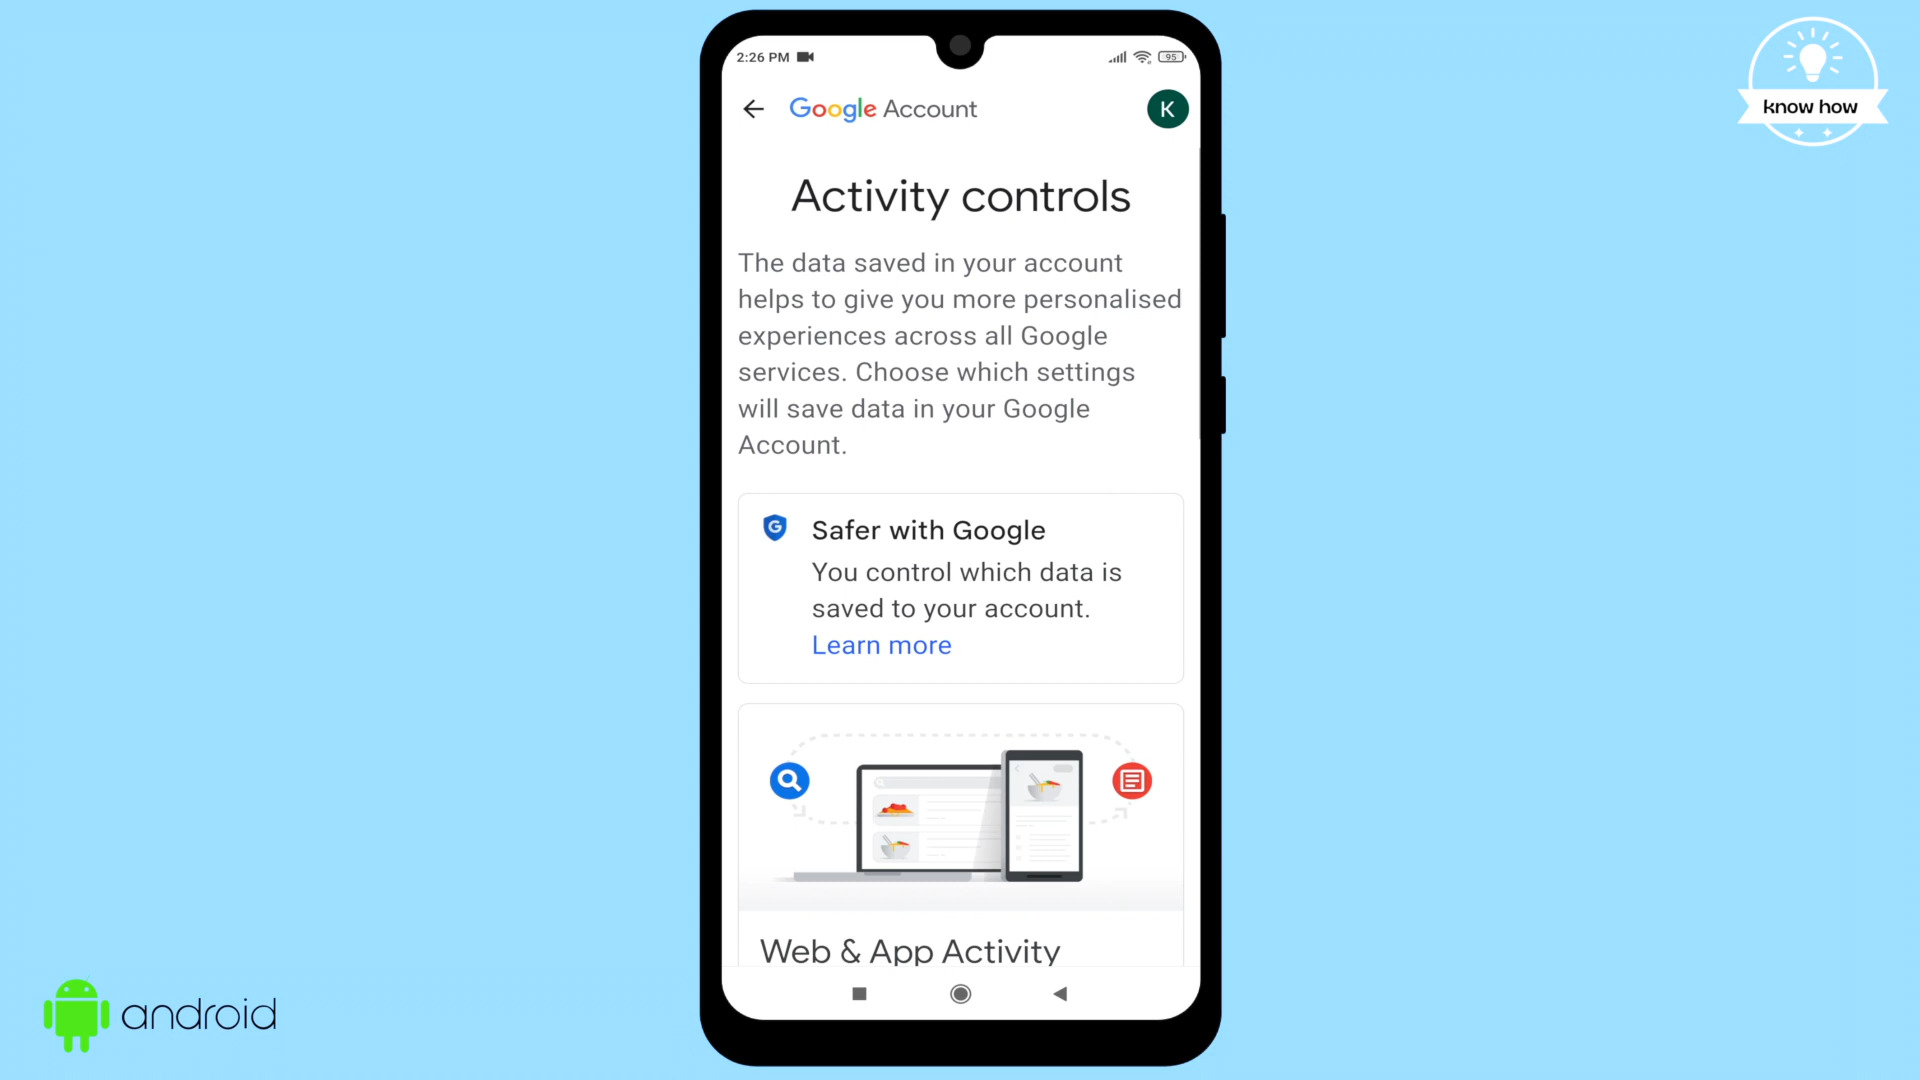 2:26 PM
95
Google Account
K
Activity controls
The data saved in your account
helps to give you more personalised
experiences across all Google
services. Choose which settings
will save data in your Google
Account.
G
Safer with Google
You control which data is
saved to your account.
Learn more
Web & App Activity
know how
android